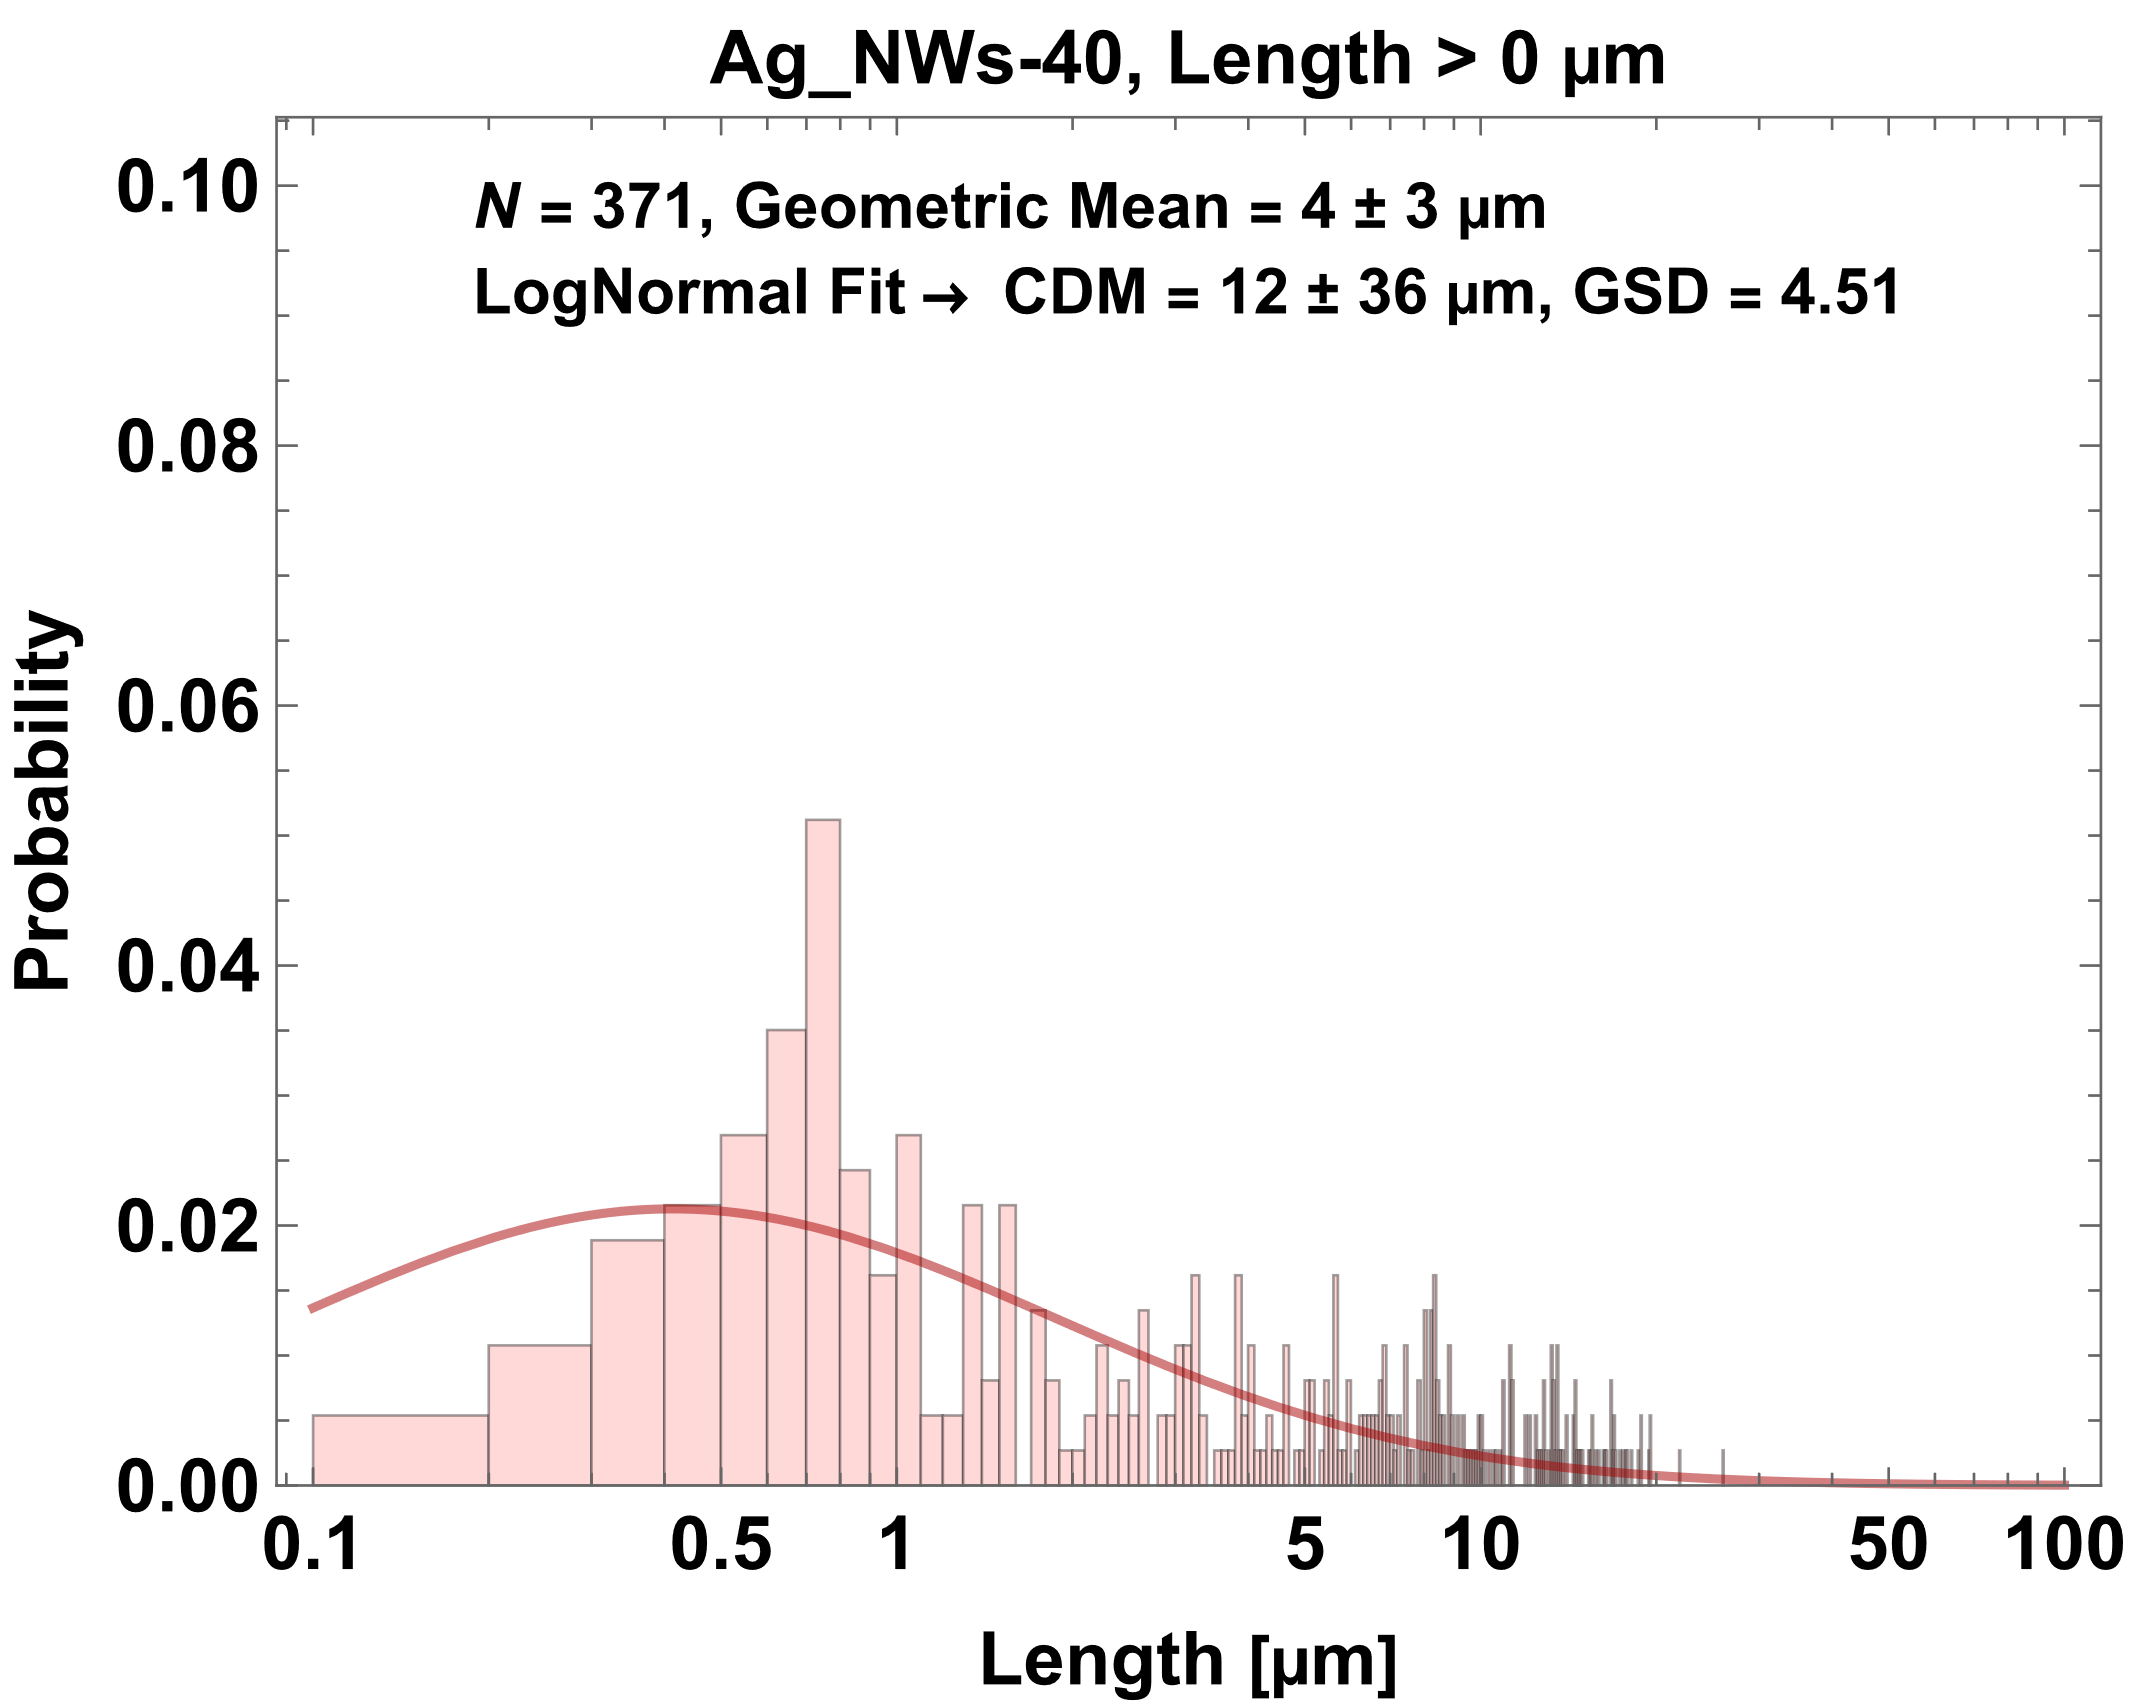 Ag_NWs-40, Length > 0 µm
N = 371, Geometric Mean = 4 ± 3 µm
LogNormal Fit → CDM = 12 ± 36 µm, GSD = 4.51
Probability
0.10
0.08
0.06
0.04
0.02
0.00
0.1 0.5 1 5 10 50 100
Length [µm]